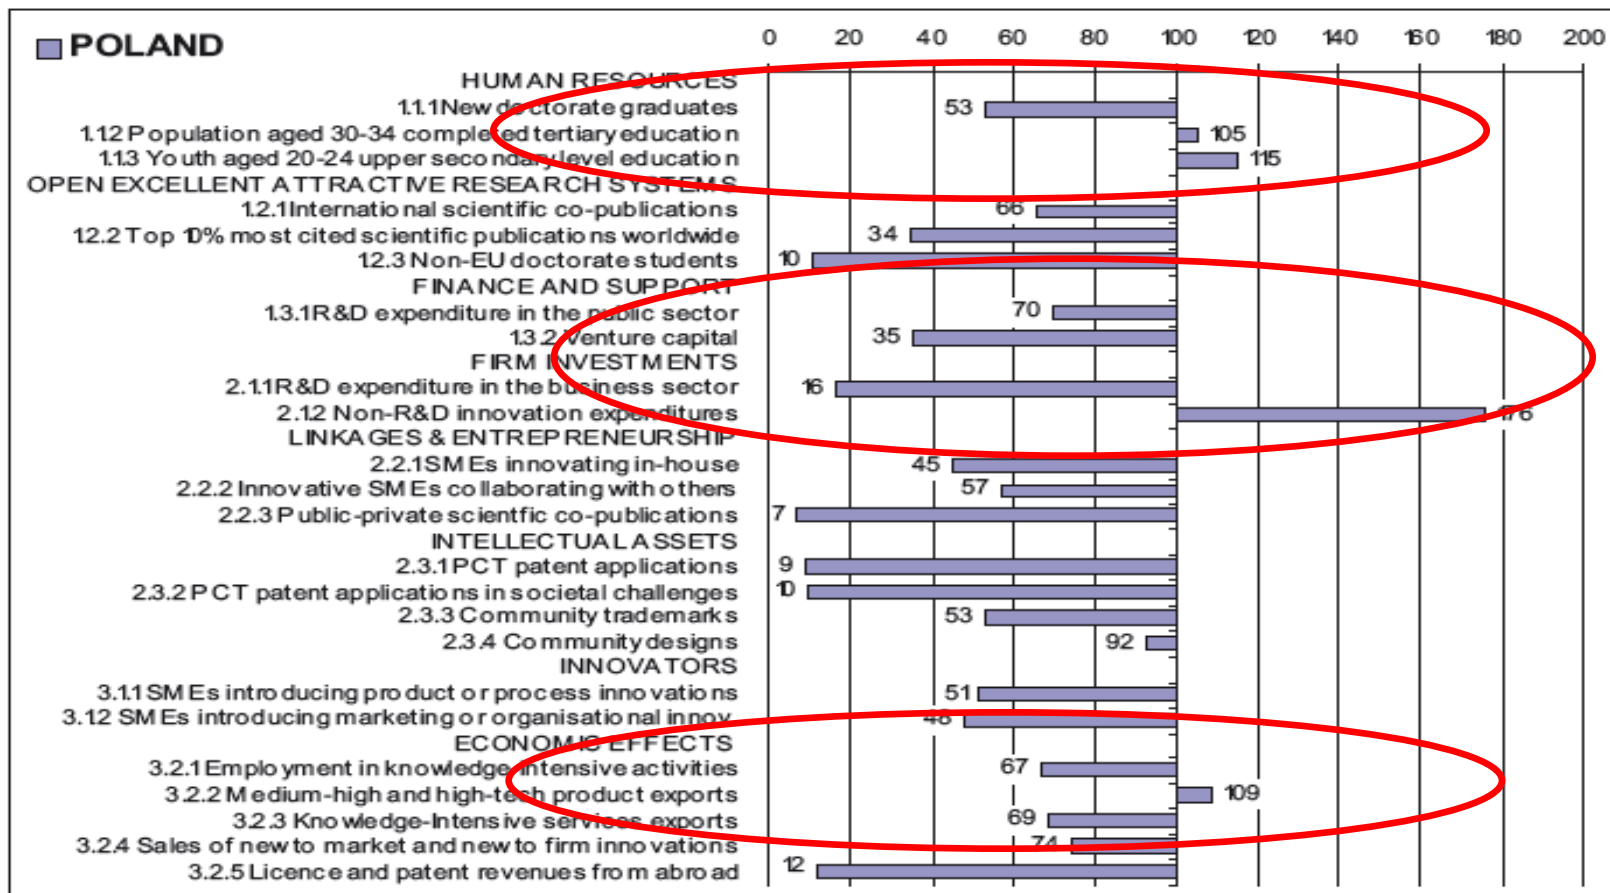 POLAND
0 20 40 60 80 100 120 140 160 180 200
HUMAN RESOURCES
1.1.1 New doctorate graduates 53
1.1.2 Population aged 30-34 completed tertiary education 105
1.1.3 Youth aged 20-24 upper secondary level education 115
OPEN EXCELLENT ATTRACTIVE RESEARCH SYSTEMS
1.2.1 International scientific co-publications 66
1.2.2 Top 10% most cited scientific publications worldwide 34
1.2.3 Non-EU doctorate students 10
FINANCE AND SUPPORT
1.3.1 R&D expenditure in the public sector 70
1.3.2 Venture capital 35
FIRM INVESTMENTS
2.1.1 R&D expenditure in the business sector 16
2.1.2 Non-R&D innovation expenditures 176
LINKAGES & ENTREPRENEURSHIP
2.2.1 SMEs innovating in-house 45
2.2.2 Innovative SMEs collaborating with others 57
2.2.3 Public-private scientfic co-publications 7
INTELLECTUAL ASSETS
2.3.1 PCT patent applications 9
2.3.2 PCT patent applications in societal challenges 10
2.3.3 Community trademarks 53
2.3.4 Community designs 92
INNOVATORS
3.1.1 SMEs introducing product or process innovations 51
3.1.2 SMEs introducing marketing or organisational innov. 48
ECONOMIC EFFECTS
3.2.1 Employment in knowledge-intensive activities 67
3.2.2 Medium-high and high-tech product exports 109
3.2.3 Knowledge-Intensive services exports 69
3.2.4 Sales of new to market and new to firm innovations 74
3.2.5 Licence and patent revenues from abroad 12